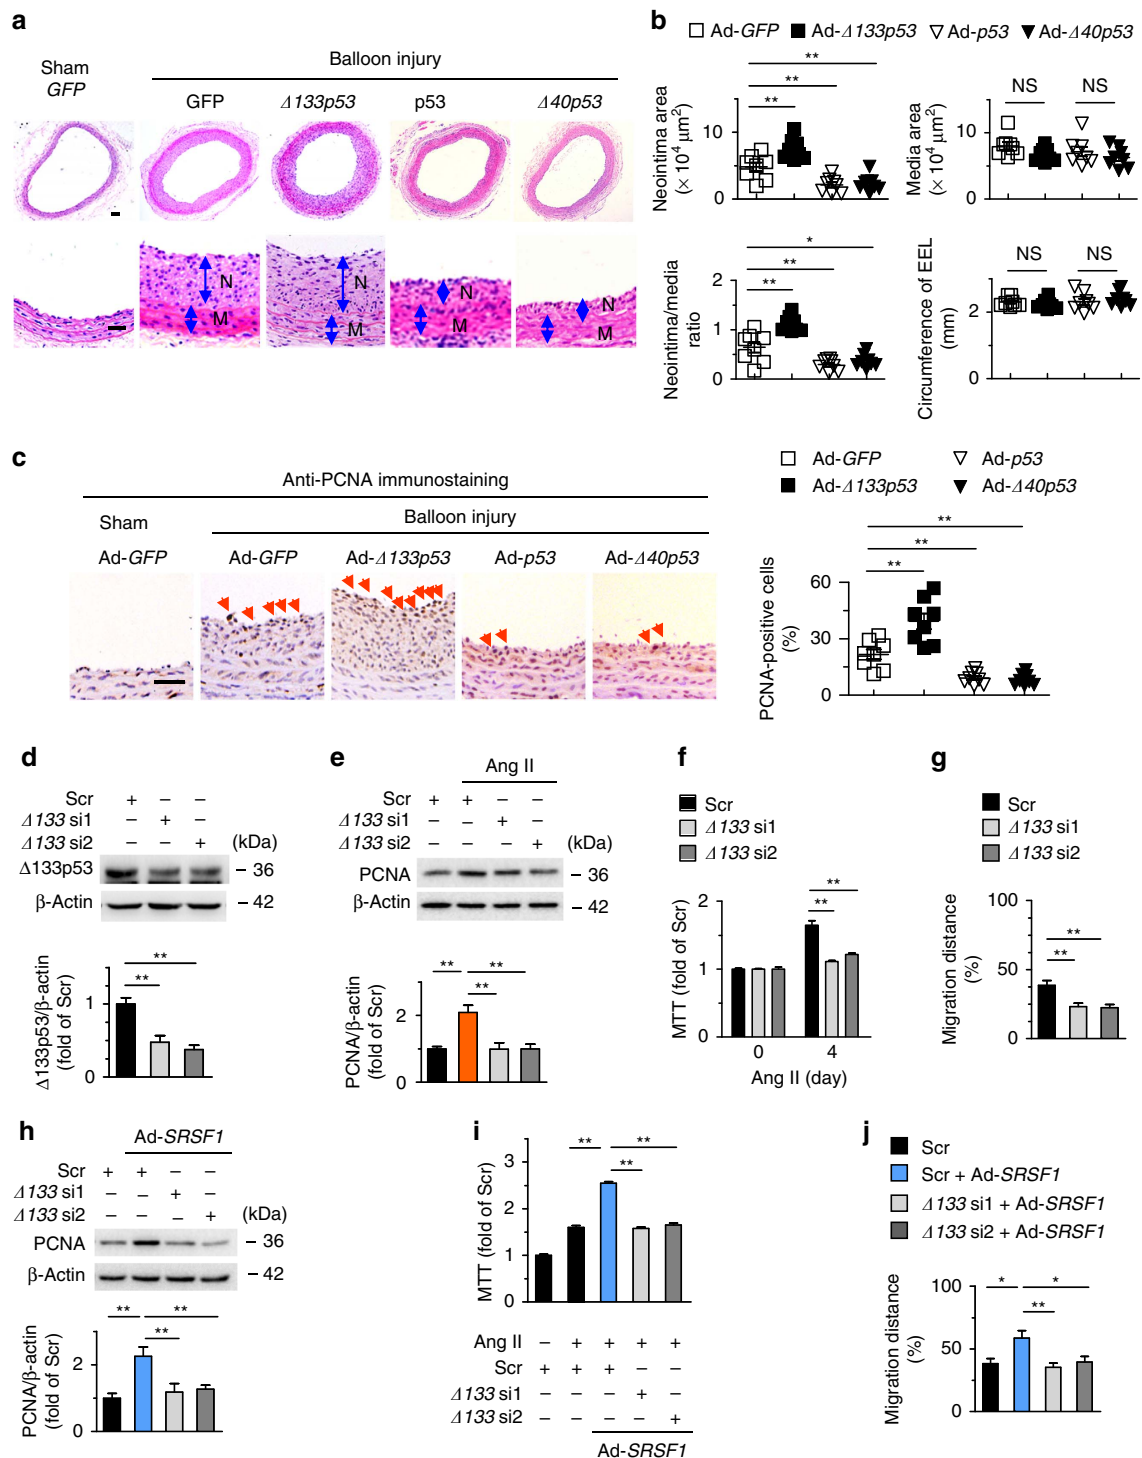 a
Sham
GFP
Balloon injury
GFP Δ133p53 p53 Δ40p53
N
M
N
M
N
M
N
M
b
Ad-GFP Ad-Δ133p53 Ad-p53 Ad-Δ40p53
Neointima area
(× 10⁴ μm²)
10
0
**
**
**
Media area
(× 10⁴ μm²)
10
0
NS NS
Neointima/media
ratio
2
1
0
*
**
**
Circumference of EEL
(mm)
2
0
NS NS
c
Anti-PCNA immunostaining
Sham Balloon injury
Ad-GFP Ad-GFP Ad-Δ133p53 Ad-p53 Ad-Δ40p53
Ad-GFP Ad-p53
Ad-Δ133p53 Ad-Δ40p53
PCNA-positive cells
(%)
60
30
0
**
**
**
d
Scr + – –
Δ133 si1 – + –
Δ133 si2 – – + (kDa)
Δ133p53 – 36
β-Actin – 42
Δ133p53/β-actin
(fold of Scr)
1
0
**
**
e
Ang II
Scr + + – –
Δ133 si1 – – + –
Δ133 si2 – – – + (kDa)
PCNA – 36
β-Actin – 42
PCNA/β-actin
(fold of Scr)
2
0
** **
**
f
Scr
Δ133 si1
Δ133 si2
MTT (fold of Scr)
2
1
0
** **
**
0 4
Ang II (day)
g
Scr
Δ133 si1
Δ133 si2
Migration distance
(%)
100
50
0
**
**
h
Ad-SRSF1
Scr + + – –
Δ133 si1 – – + –
Δ133 si2 – – – + (kDa)
PCNA – 36
β-Actin – 42
PCNA/β-actin
(fold of Scr)
2
0
** **
**
i
MTT (fold of Scr)
3
2
1
0
** **
**
Ang II – + + + +
Scr + + + – –
Δ133 si1 – – – + –
Δ133 si2 – – – – +
Ad-SRSF1
j
Scr
Scr + Ad-SRSF1
Δ133 si1 + Ad-SRSF1
Δ133 si2 + Ad-SRSF1
Migration distance
(%)
100
50
0
* *
**